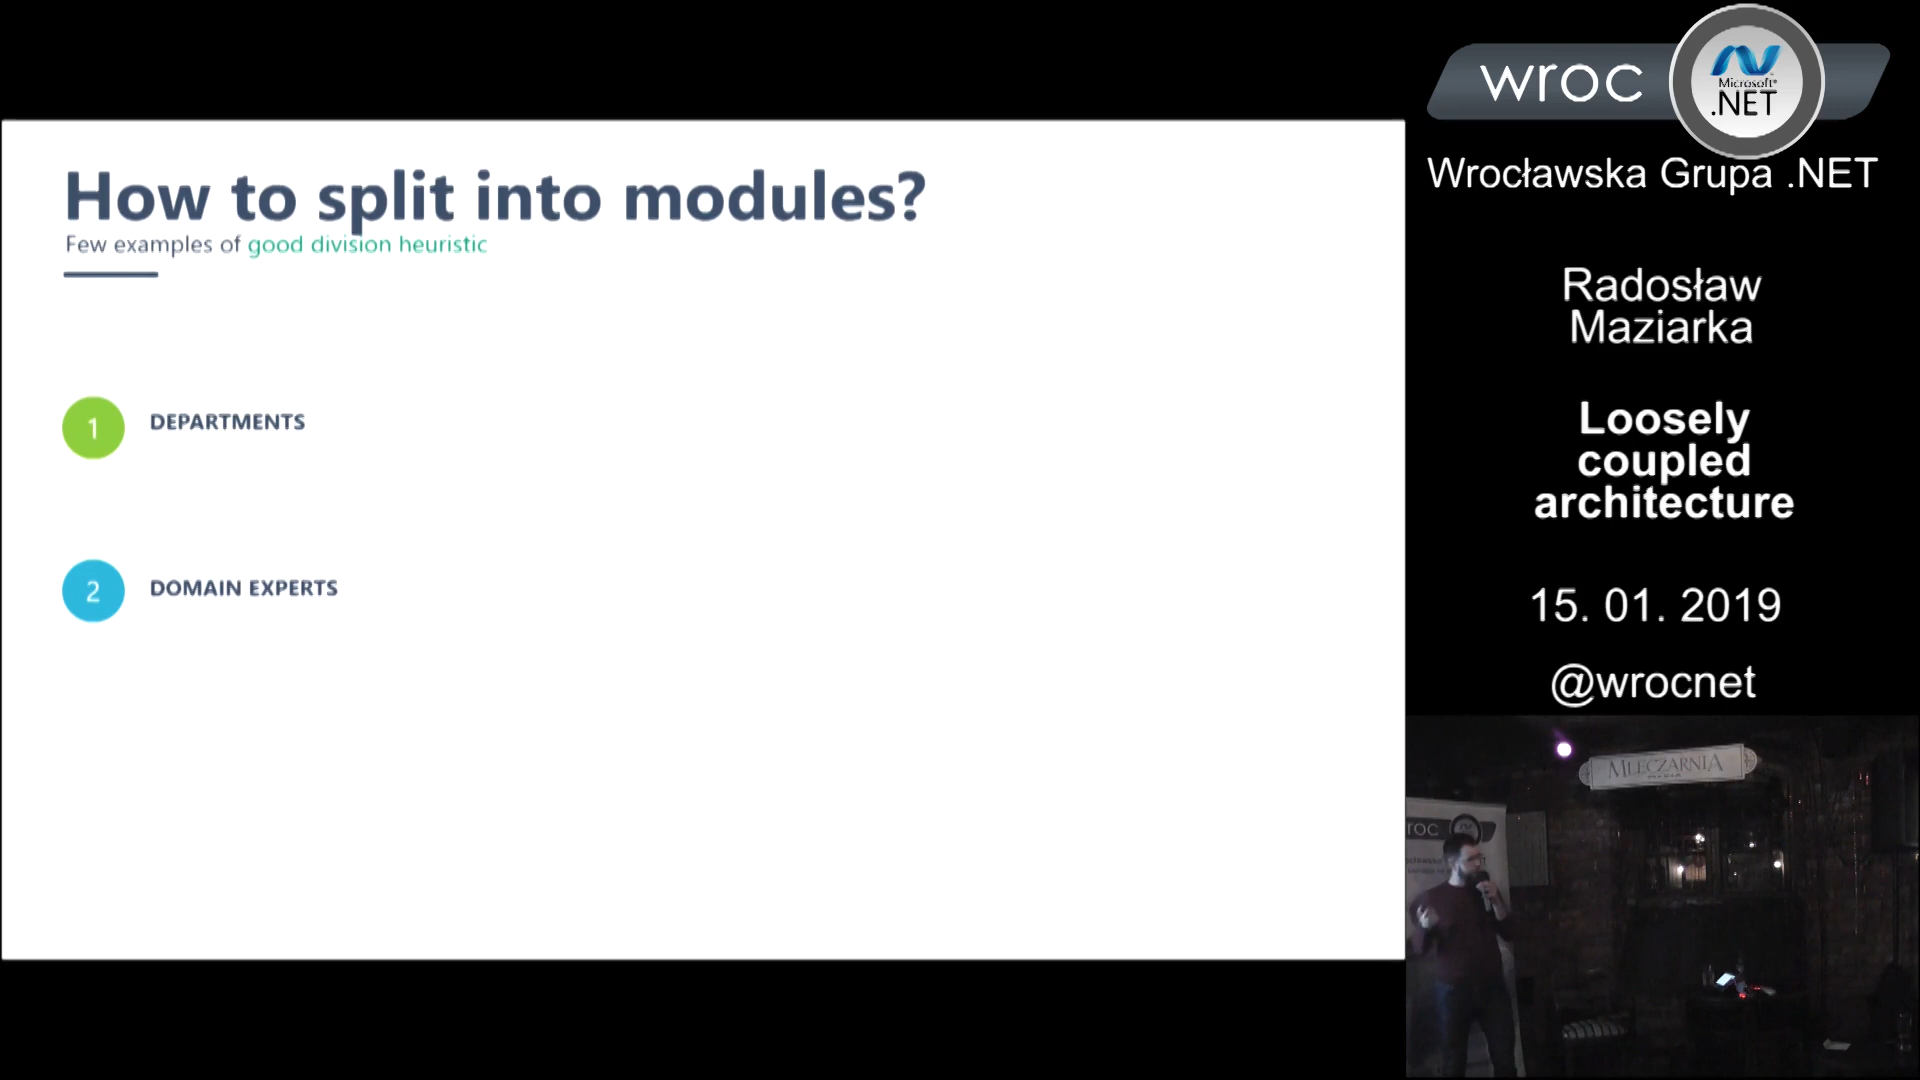 How to split into modules?
Few examples of good division heuristic
1
DEPARTMENTS
2
DOMAIN EXPERTS
wroc
Microsoft®
.NET
Wrocławska Grupa .NET
Radosław
Maziarka
Loosely
coupled
architecture
15. 01. 2019
@wrocnet
MLECZARNIA
roc